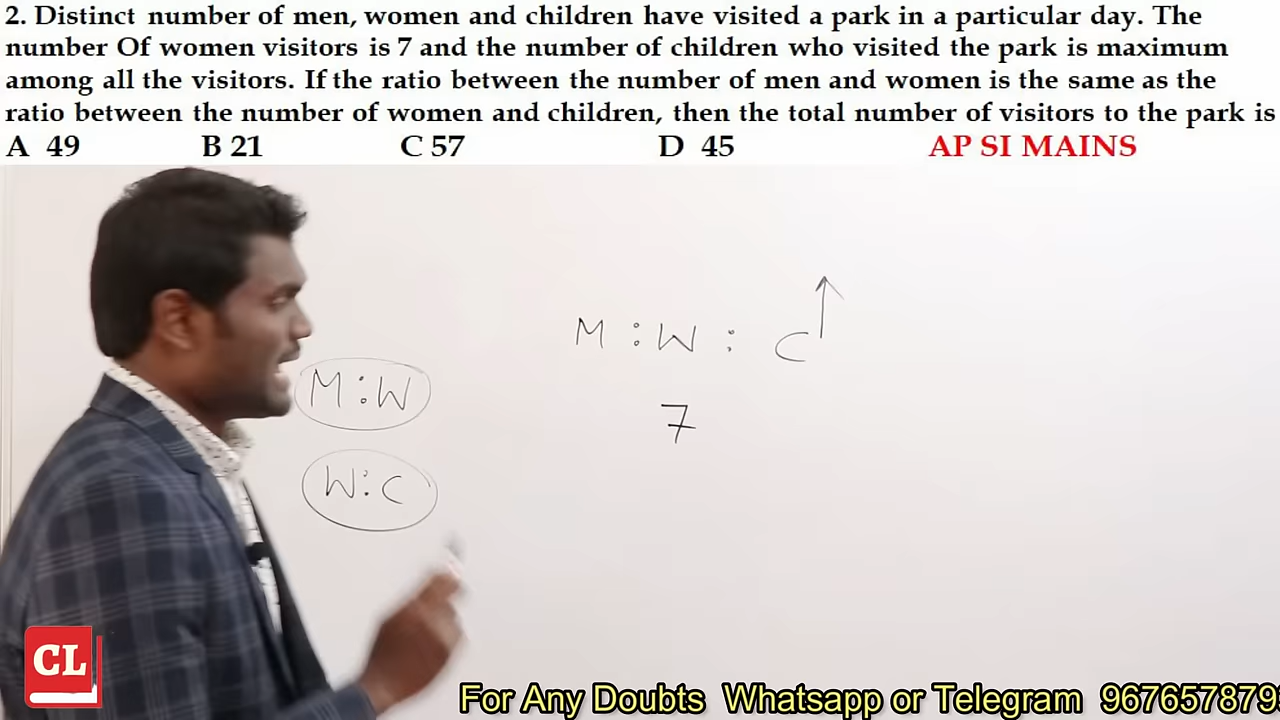 2. Distinct number of men, women and children have visited a park in a particular day. The
number Of women visitors is 7 and the number of children who visited the park is maximum
among all the visitors. If the ratio between the number of men and women is the same as the
ratio between the number of women and children, then the total number of visitors to the park is
A 49 B 21 C 57 D 45 AP SI MAINS
M : W : C
M : W
7
W : C
CL
For Any Doubts Whatsapp or Telegram 967657879